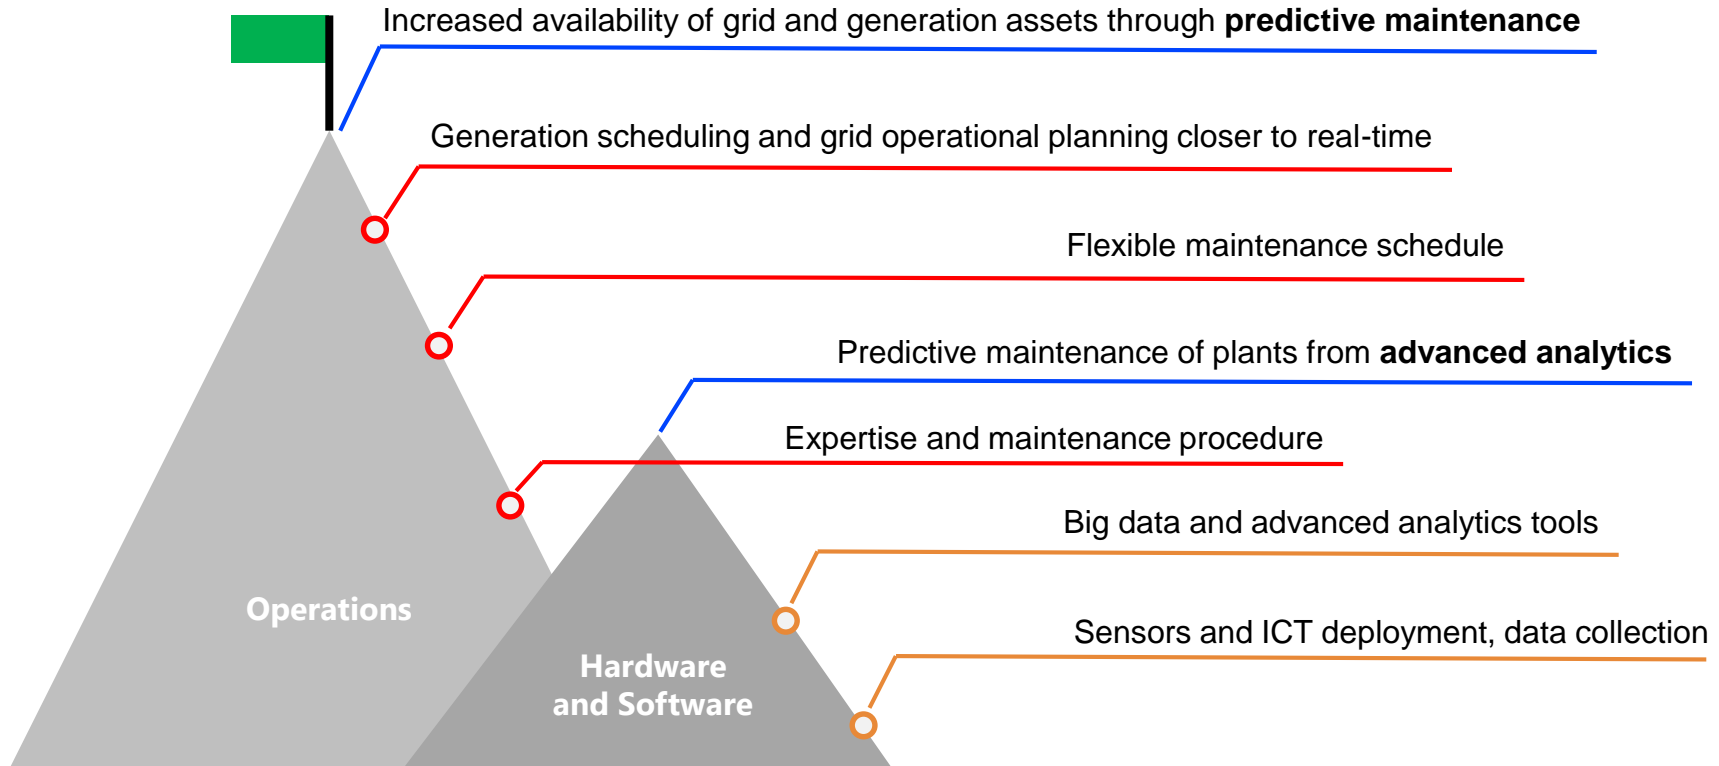 Increased availability of grid and generation assets through predictive maintenance
Generation scheduling and grid operational planning closer to real-time
Flexible maintenance schedule
Predictive maintenance of plants from advanced analytics
Expertise and maintenance procedure
Big data and advanced analytics tools
Operations
Sensors and ICT deployment, data collection
Hardware
and Software